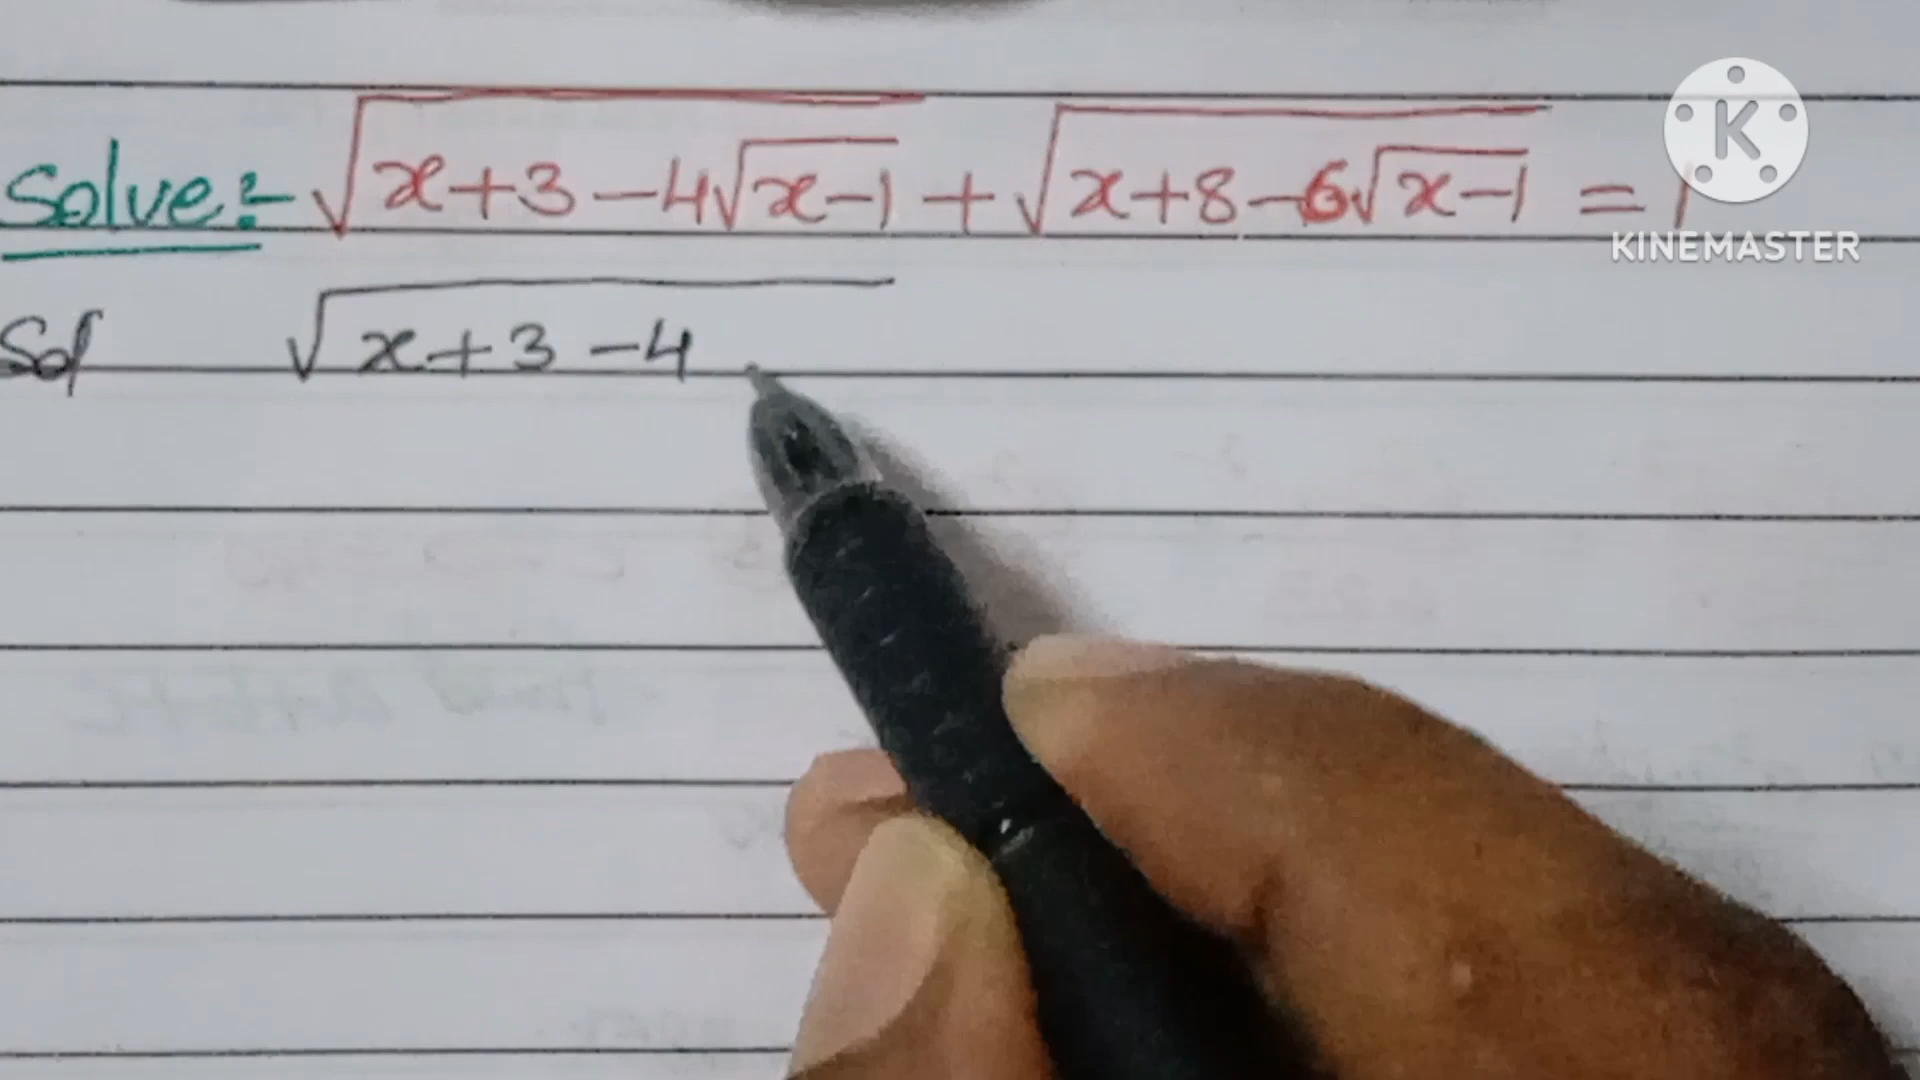 Solve:- √(x+3-4√(x-1)) + √(x+8-6√(x-1)) = 1
K
KINEMASTER
Sol √(x+3-4